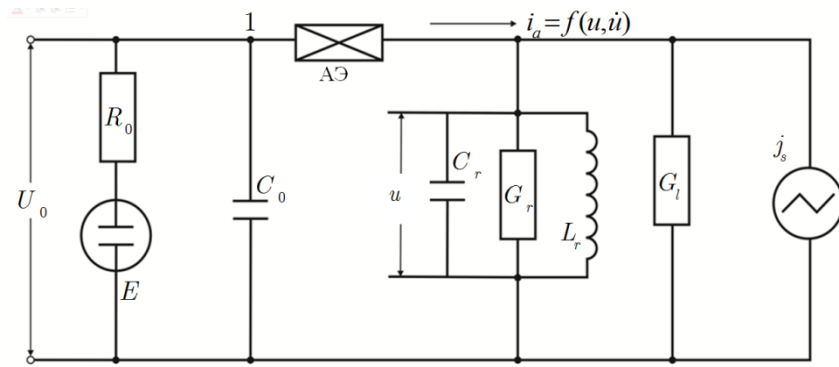 1
i_a = f(u, u̇)
АЭ
R_0
C_r
j_s
U_0
C_0
u
G_r
G_l
L_r
E